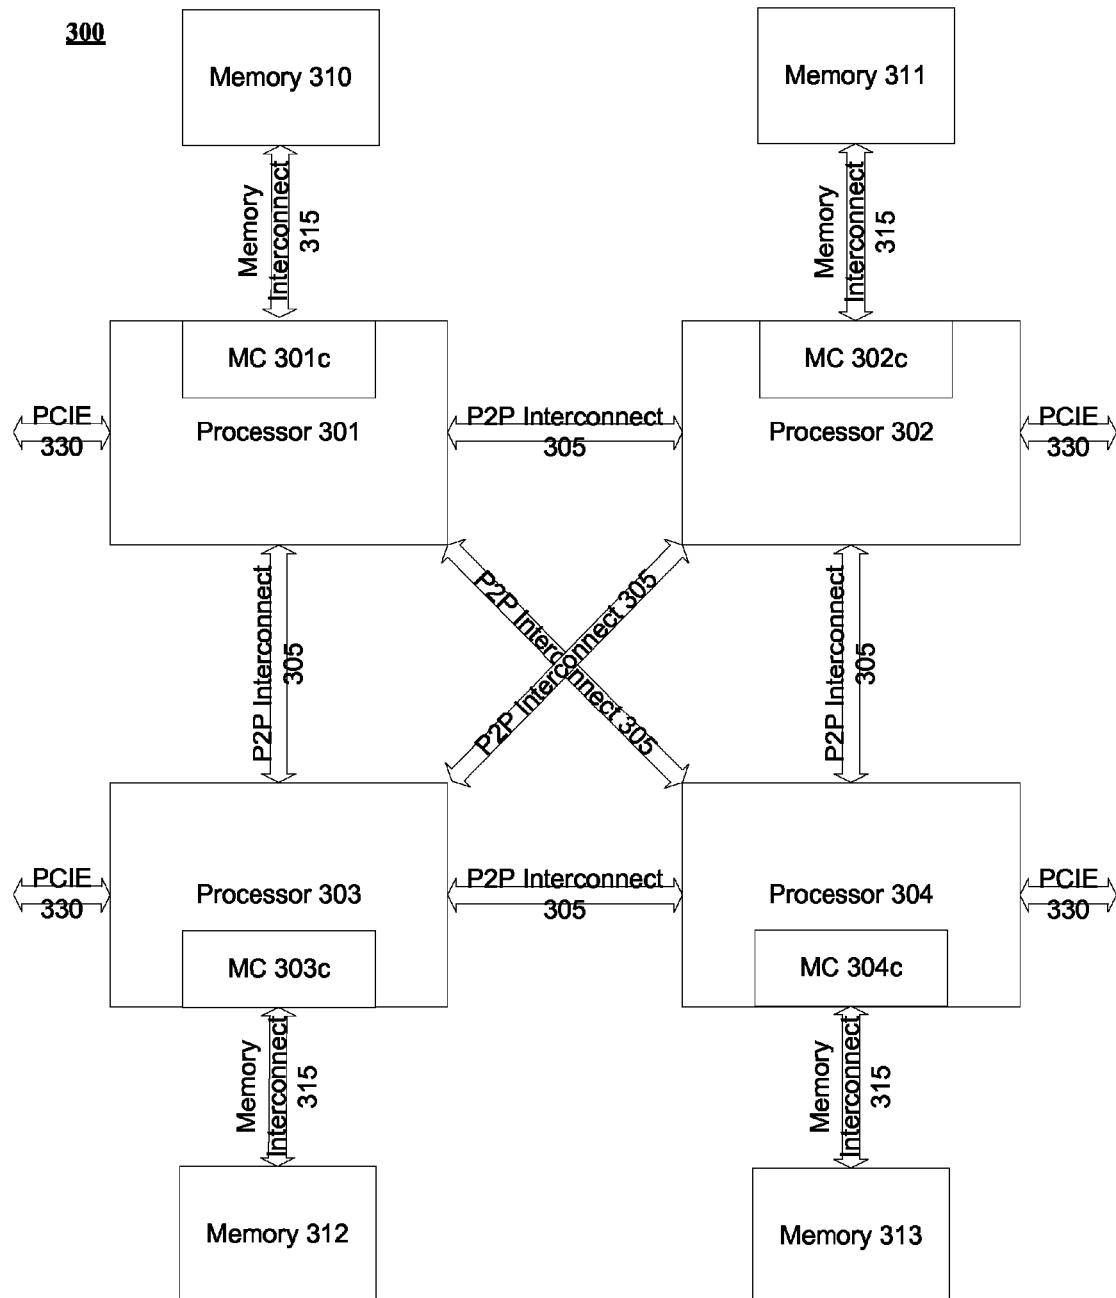 300
Memory 310
Memory 311
Memory
Interconnect
315
Memory
Interconnect
315
MC 301c
MC 302c
PCIE
330
Processor 301
P2P Interconnect
305
Processor 302
PCIE
330
P2P Interconnect
305
P2P Interconnect 305
P2P Interconnect 305
P2P Interconnect
305
PCIE
330
Processor 303
P2P Interconnect
305
Processor 304
PCIE
330
MC 303c
MC 304c
Memory
Interconnect
315
Memory
Interconnect
315
Memory 312
Memory 313